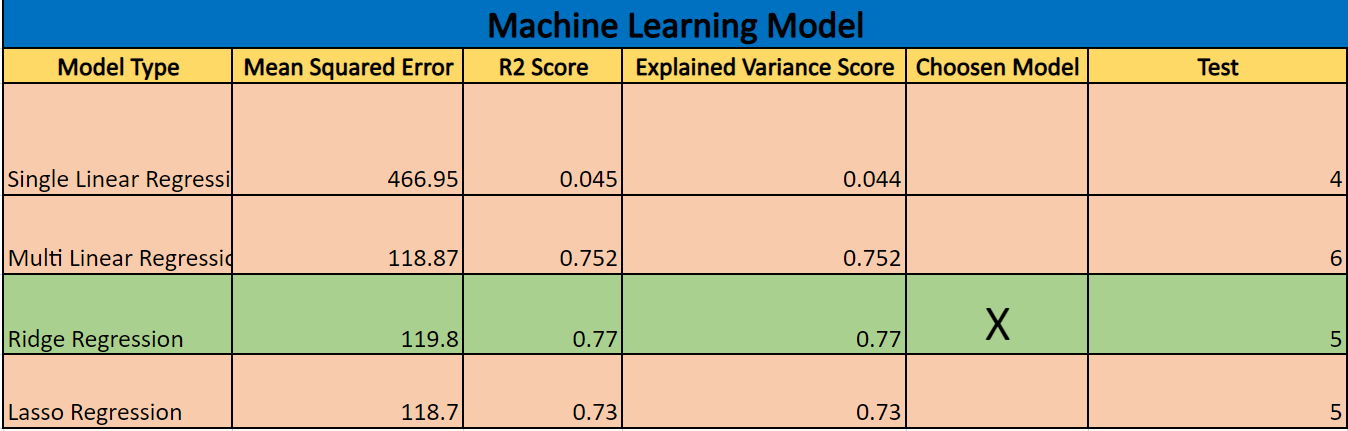 Machine Learning Model
Model Type Mean Squared Error R2 Score Explained Variance Score Choosen Model Test
Single Linear Regressi 466.95 0.045 0.044 4
Multi Linear Regressic 118.87 0.752 0.752 6
Ridge Regression 119.8 0.77 0.77 X 5
Lasso Regression 118.7 0.73 0.73 5